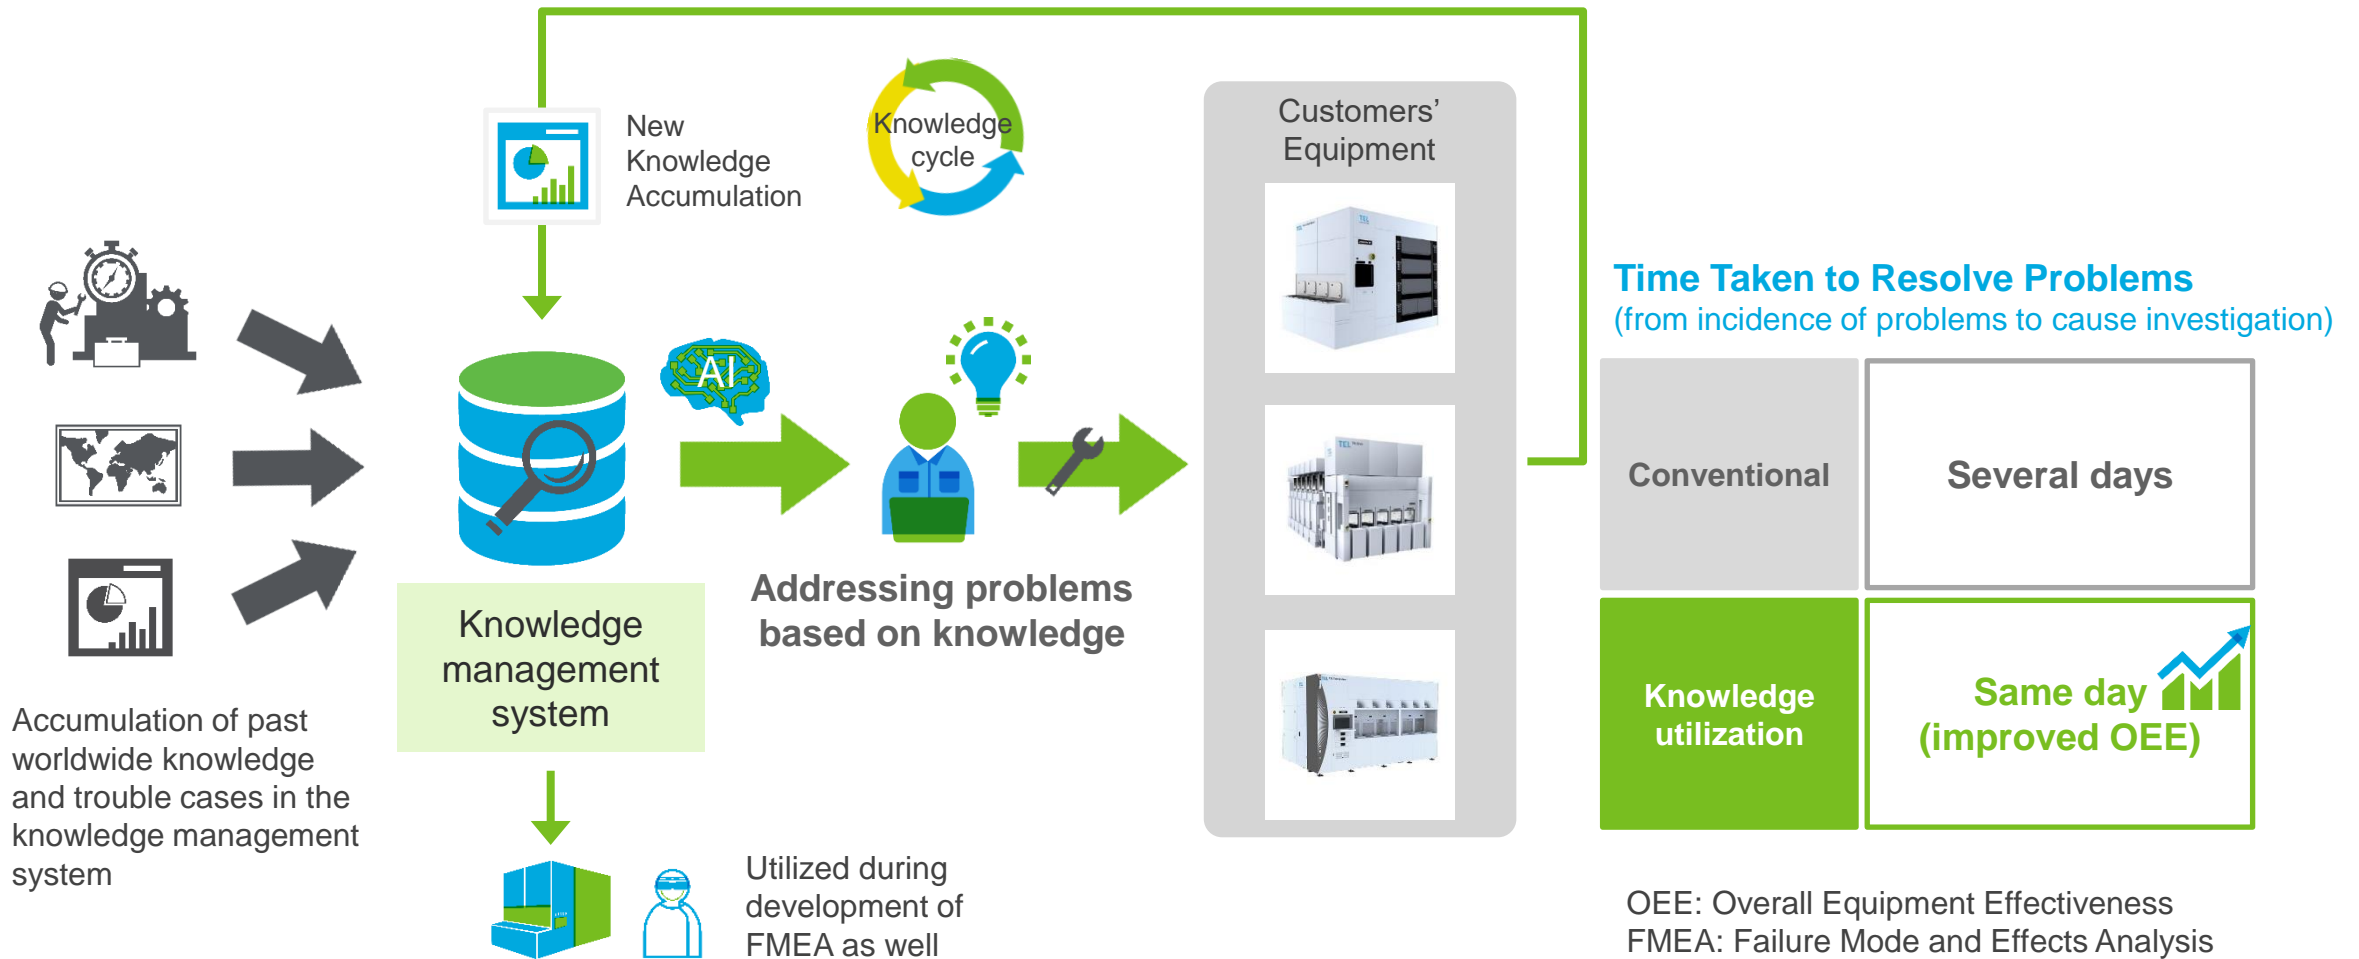 New
Knowledge
Accumulation
Knowledge
cycle
Customers’
Equipment
TEL
TEL
TEL
AI
Knowledge
management
system
Addressing problems
based on knowledge
Accumulation of past
worldwide knowledge
and trouble cases in the
knowledge management
system
Utilized during
development of
FMEA as well
Time Taken to Resolve Problems
(from incidence of problems to cause investigation)
Conventional
Several days
Knowledge
utilization
Same day
(improved OEE)
OEE: Overall Equipment Effectiveness
FMEA: Failure Mode and Effects Analysis